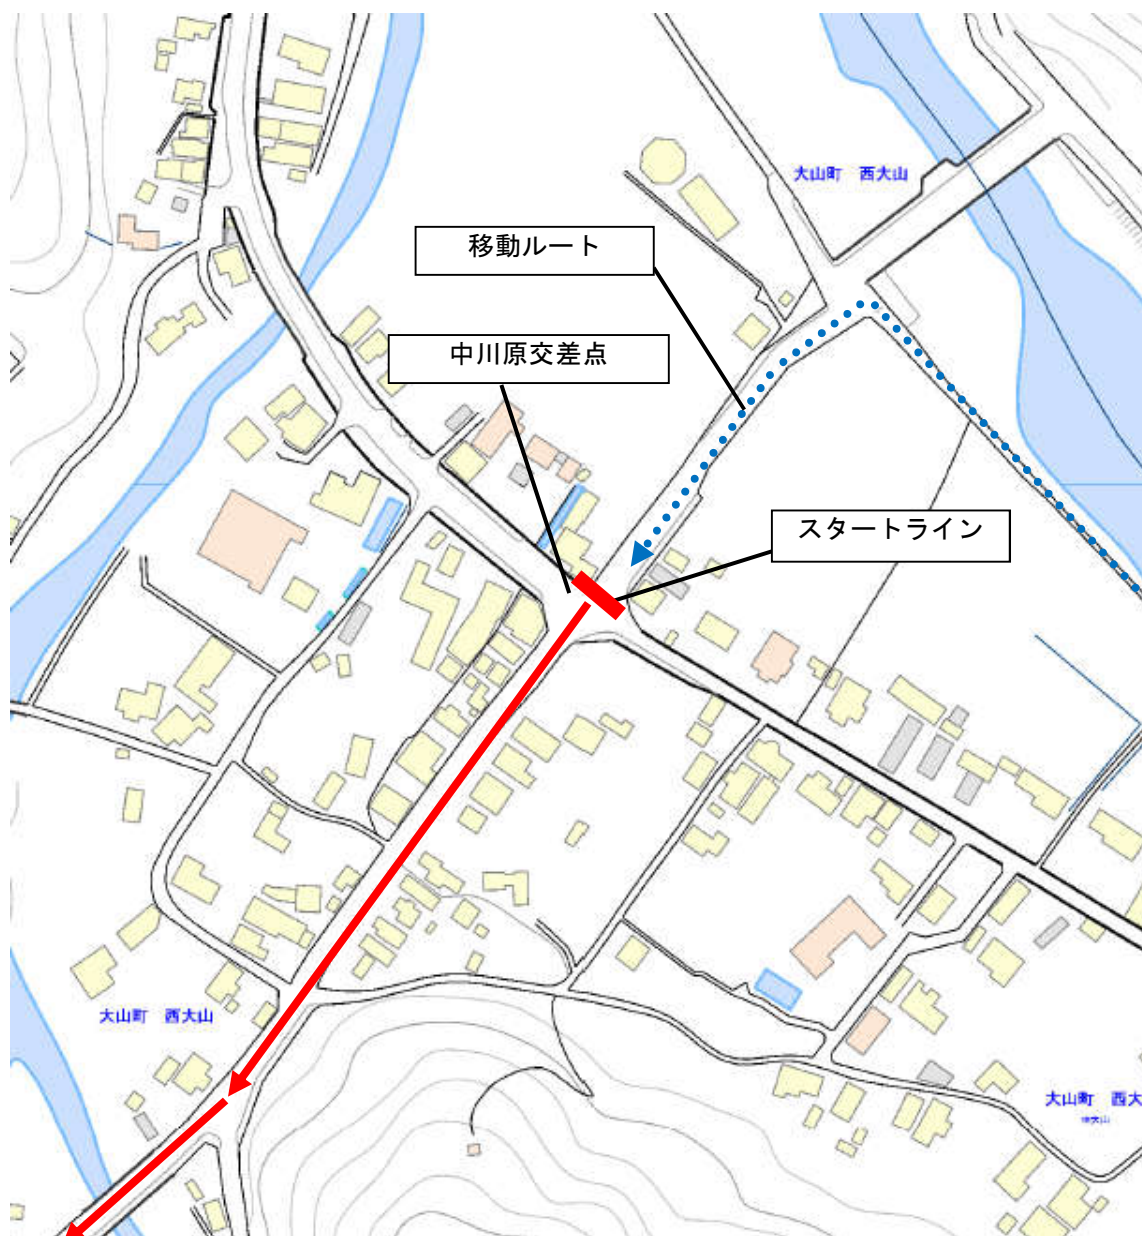 大山町 西大山
移動ルート
中川原交差点
スタートライン
大山町 西大山
大山町 西大